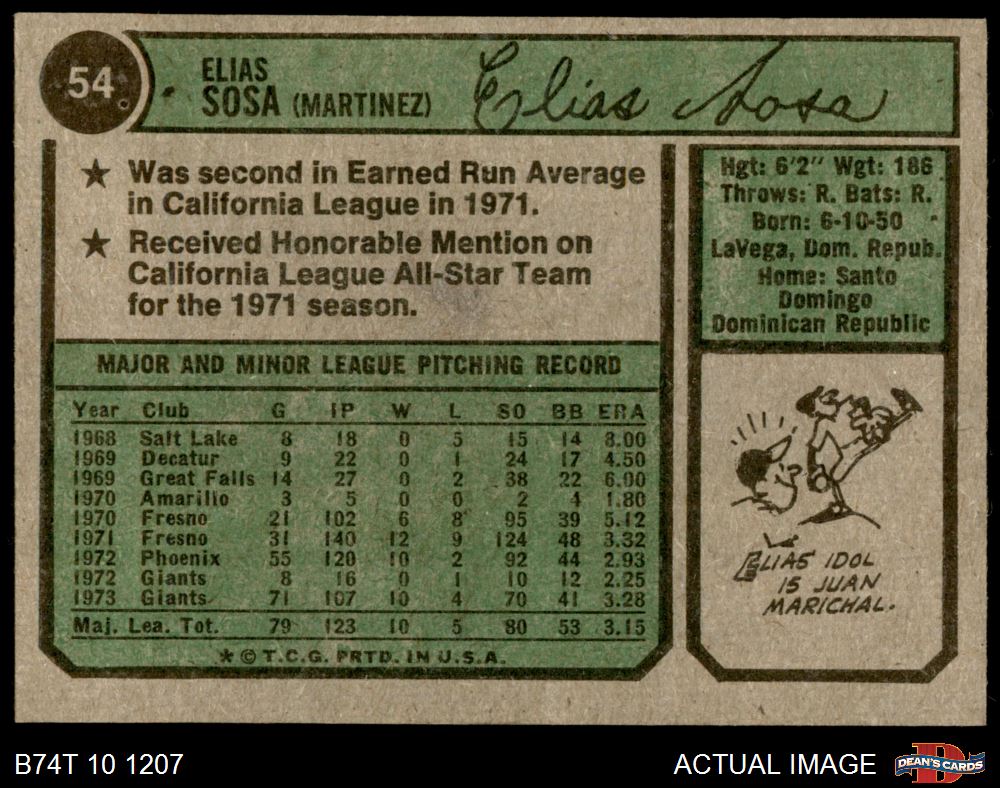 54
ELIAS
SOSA (MARTINEZ)
Elias Sosa
★ Was second in Earned Run Average
in California League in 1971.
★ Received Honorable Mention on
California League All-Star Team
for the 1971 season.
Hgt: 6'2" Wgt: 186
Throws: R. Bats: R.
Born: 6-10-50
LaVega, Dom. Repub.
Home: Santo
Domingo
Dominican Republic
MAJOR AND MINOR LEAGUE PITCHING RECORD
Year Club G IP W L SO BB ERA
1968 Salt Lake 8 18 0 5 15 14 8.00
1969 Decatur 9 22 0 1 24 17 4.50
1969 Great Falls 14 27 0 2 38 22 6.00
1970 Amarillo 3 5 0 0 2 4 1.80
1970 Fresno 21 102 6 8 95 39 5.12
1971 Fresno 31 140 12 9 124 48 3.32
1972 Phoenix 55 120 10 2 92 44 2.93
1972 Giants 8 16 0 1 10 12 2.25
1973 Giants 71 107 10 4 70 41 3.28
Maj. Lea. Tot. 79 123 10 5 80 53 3.15
* © T.C.G. PRTD. IN U.S.A.
ELIAS IDOL
IS JUAN
MARICHAL.
B74T 10 1207
ACTUAL IMAGE
DEAN'S CARDS